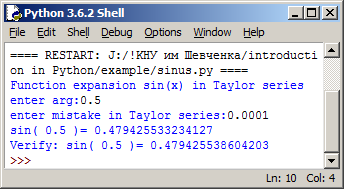 Python 3.6.2 Shell
File Edit Shell Debug Options Window Help
==== RESTART: J:/!КНУ им Шевченка/introducti
on in Python/example/sinus.py ====
Function expansion sin(x) in Taylor series
enter arg:0.5
enter mistake in Taylor series:0.0001
sin( 0.5 )= 0.479425533234127
Verify: sin( 0.5 )= 0.479425538604203
>>>
Ln: 10 Col: 4